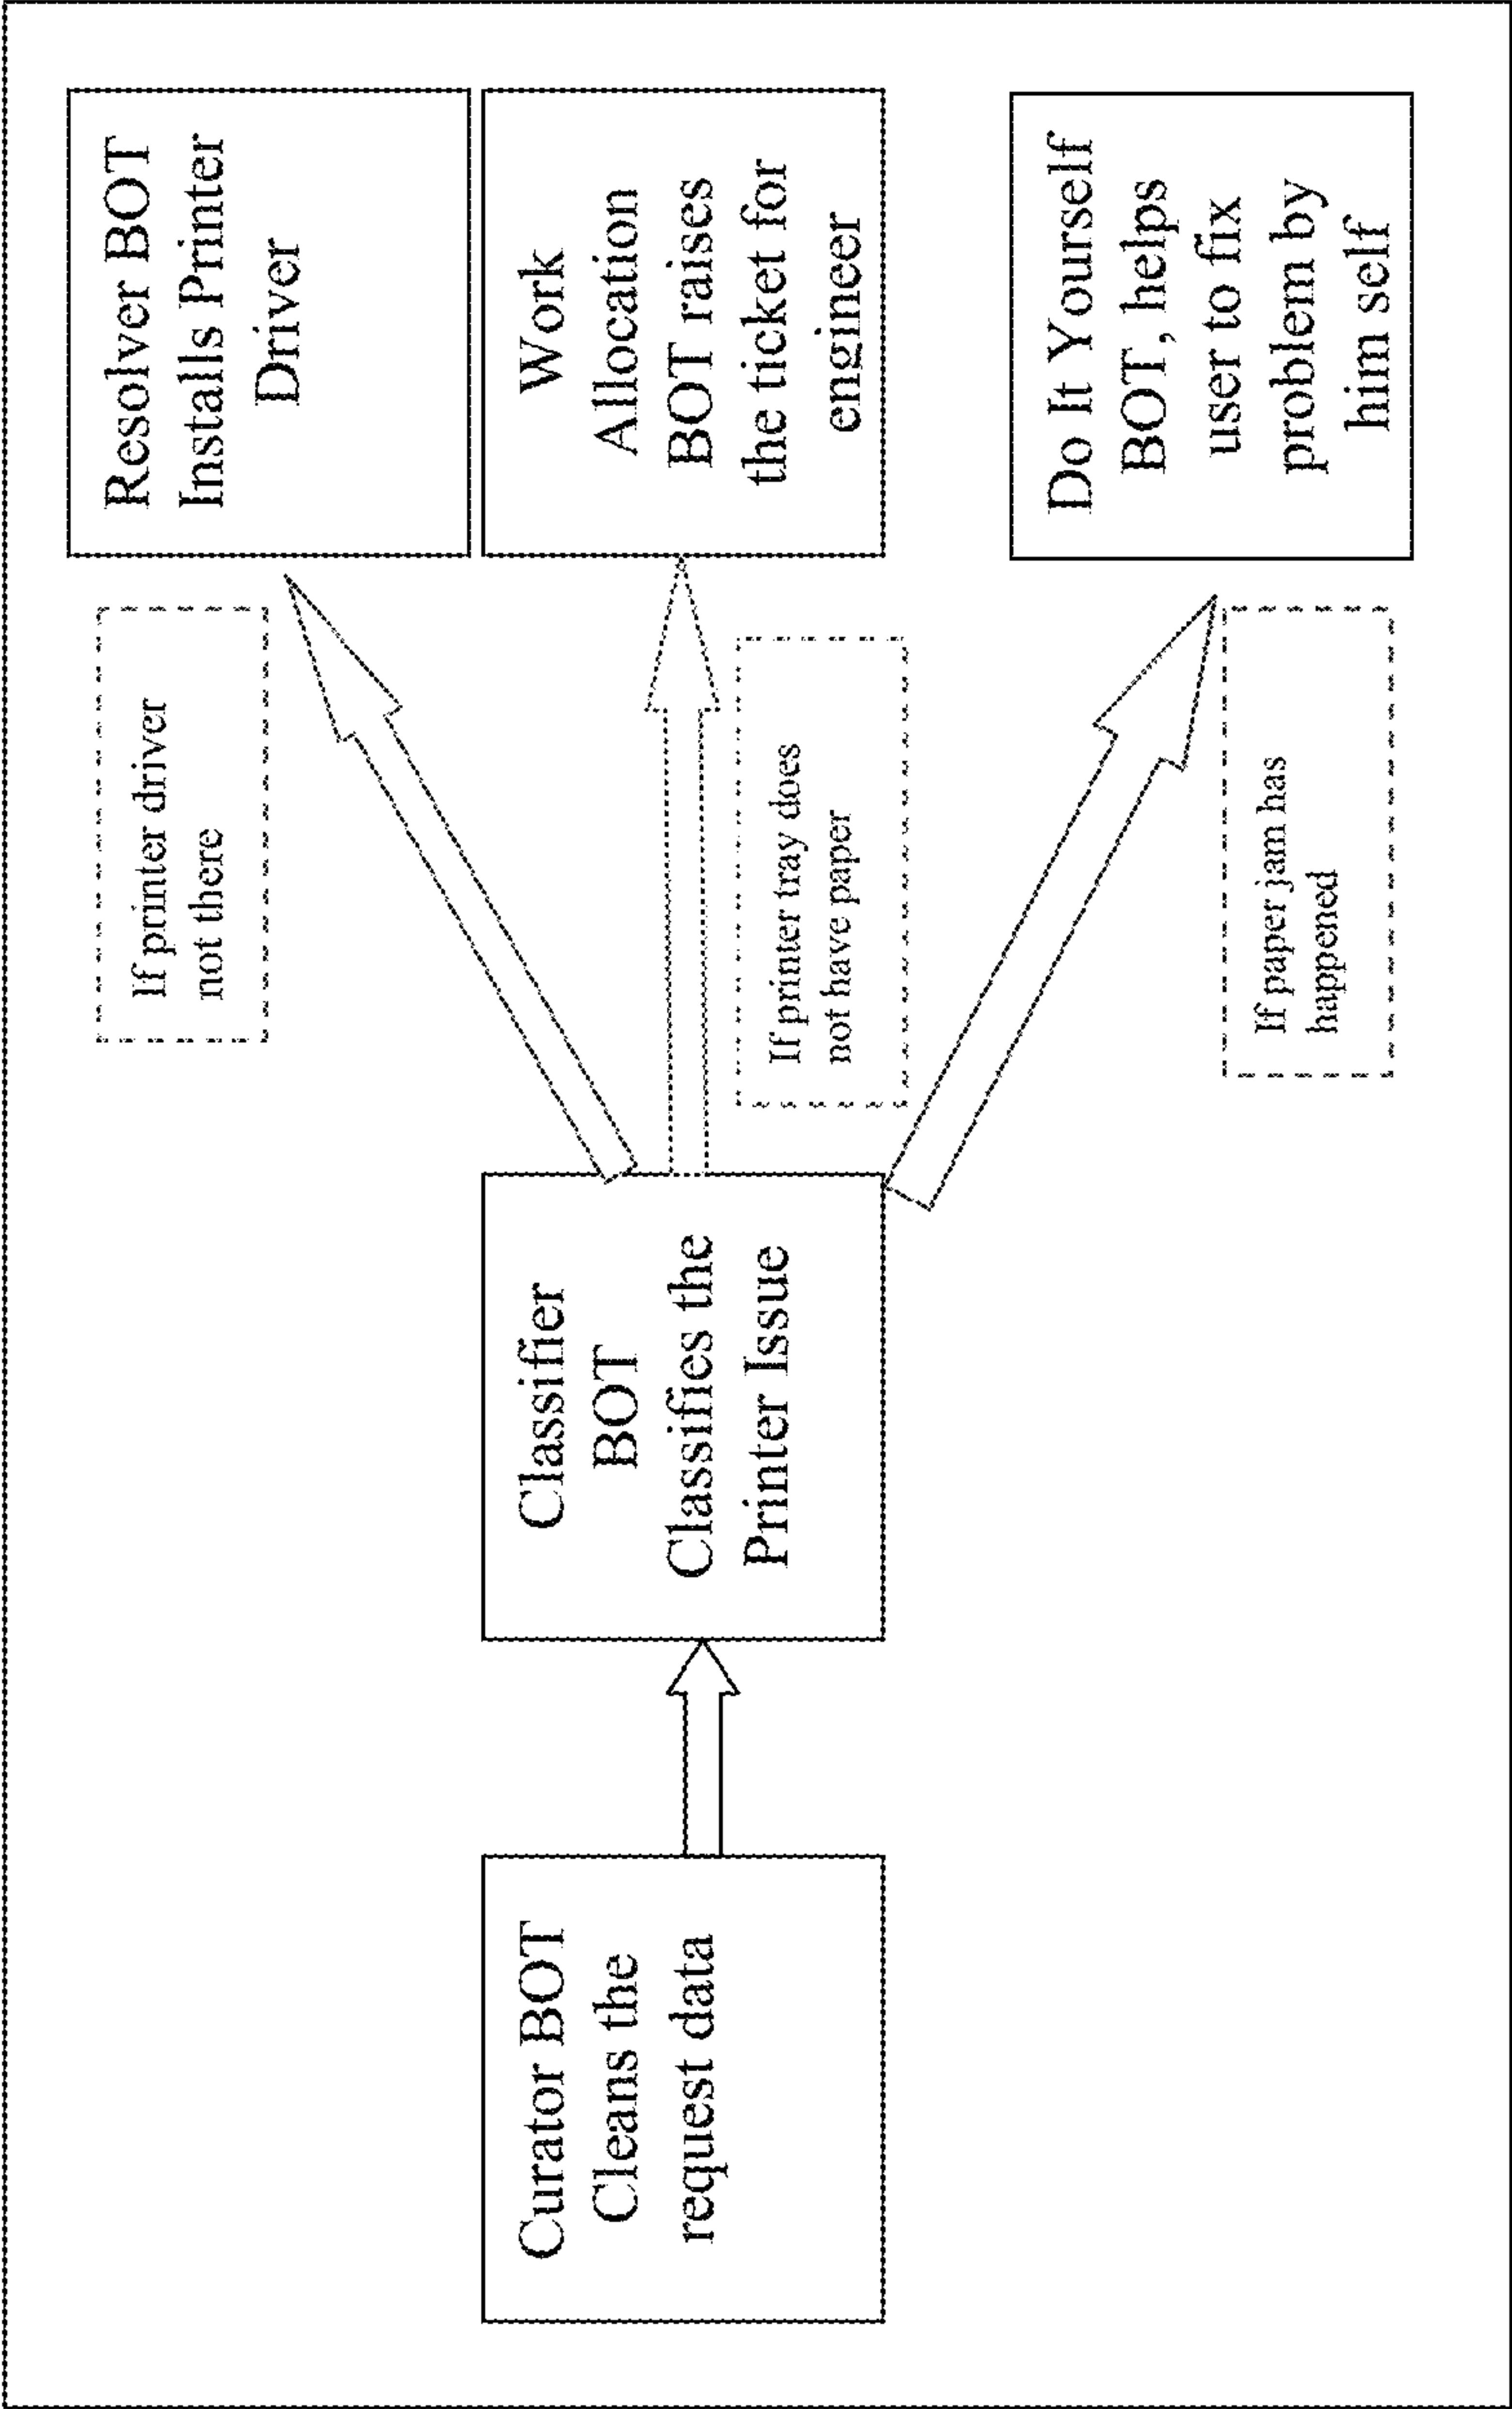 Curator BOT
Cleans the
request data
Classifier
BOT
Classifies the
Printer Issue
If printer driver
not there
If printer tray does
not have paper
If paper jam has
happened
Resolver BOT
Installs Printer
Driver
Work
Allocation
BOT raises
the ticket for
engineer
Do It Yourself
BOT, helps
user to fix
problem by
him self